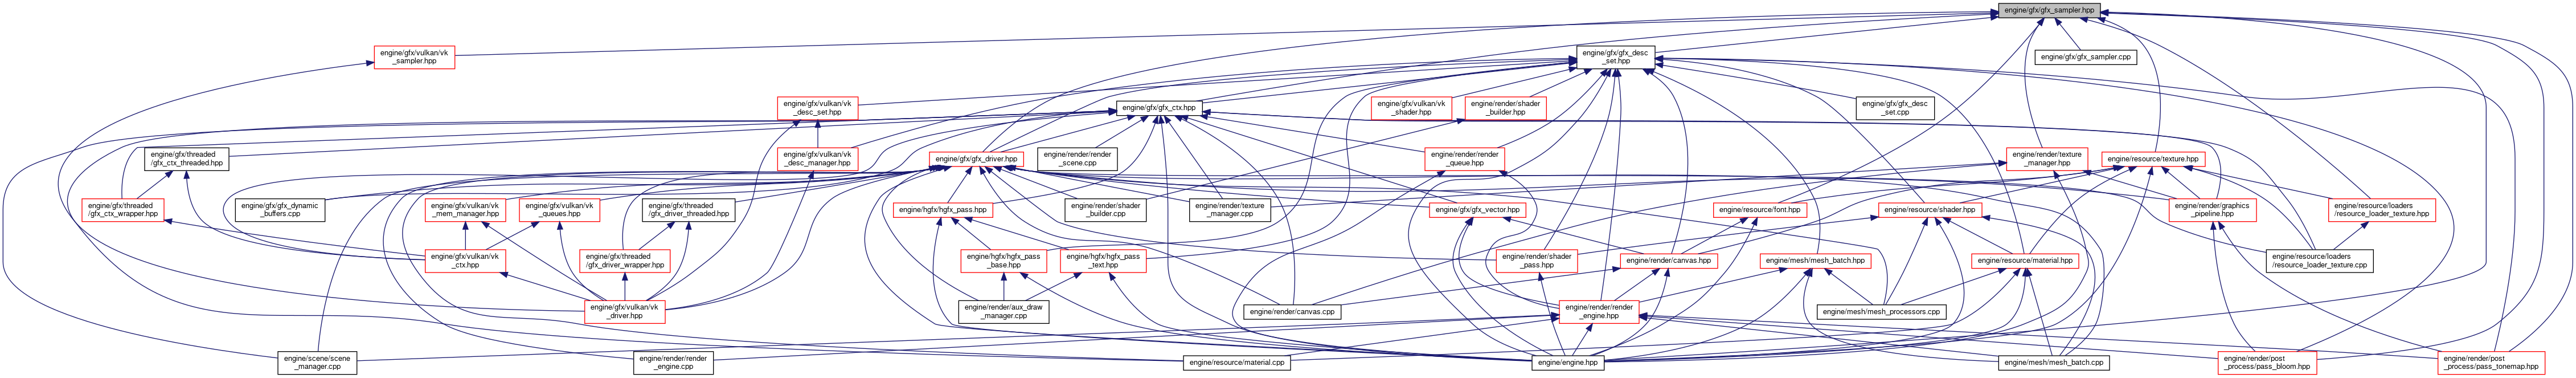 engine/gfx/gfx_sampler.hpp
engine/gfx/vulkan/vk
_sampler.hpp
engine/gfx/gfx_desc
_set.hpp
engine/gfx/gfx_sampler.cpp
engine/gfx/vulkan/vk
_desc_set.hpp
engine/gfx/gfx_ctx.hpp
engine/gfx/vulkan/vk
_shader.hpp
engine/render/shader
_builder.hpp
engine/gfx/gfx_desc
_set.cpp
engine/gfx/threaded
/gfx_ctx_threaded.hpp
engine/gfx/vulkan/vk
_desc_manager.hpp
engine/gfx/gfx_driver.hpp
engine/render/render
_scene.cpp
engine/render/render
_queue.hpp
engine/render/texture
_manager.hpp
engine/resource/texture.hpp
engine/gfx/threaded
/gfx_ctx_wrapper.hpp
engine/gfx/gfx_dynamic
_buffers.cpp
engine/gfx/vulkan/vk
_mem_manager.hpp
engine/gfx/vulkan/vk
_queues.hpp
engine/gfx/threaded
/gfx_driver_threaded.hpp
engine/hgfx/hgfx_pass.hpp
engine/render/shader
_builder.cpp
engine/render/texture
_manager.cpp
engine/gfx/gfx_vector.hpp
engine/resource/font.hpp
engine/resource/shader.hpp
engine/render/graphics
_pipeline.hpp
engine/resource/loaders
/resource_loader_texture.hpp
engine/gfx/vulkan/vk
_ctx.hpp
engine/gfx/threaded
/gfx_driver_wrapper.hpp
engine/hgfx/hgfx_pass
_base.hpp
engine/hgfx/hgfx_pass
_text.hpp
engine/render/shader
_pass.hpp
engine/render/canvas.hpp
engine/mesh/mesh_batch.hpp
engine/resource/material.hpp
engine/resource/loaders
/resource_loader_texture.cpp
engine/gfx/vulkan/vk
_driver.hpp
engine/render/aux_draw
_manager.cpp
engine/render/canvas.cpp
engine/render/render
_engine.hpp
engine/mesh/mesh_processors.cpp
engine/scene/scene
_manager.cpp
engine/render/render
_engine.cpp
engine/resource/material.cpp
engine/engine.hpp
engine/mesh/mesh_batch.cpp
engine/render/post
_process/pass_bloom.hpp
engine/render/post
_process/pass_tonemap.hpp